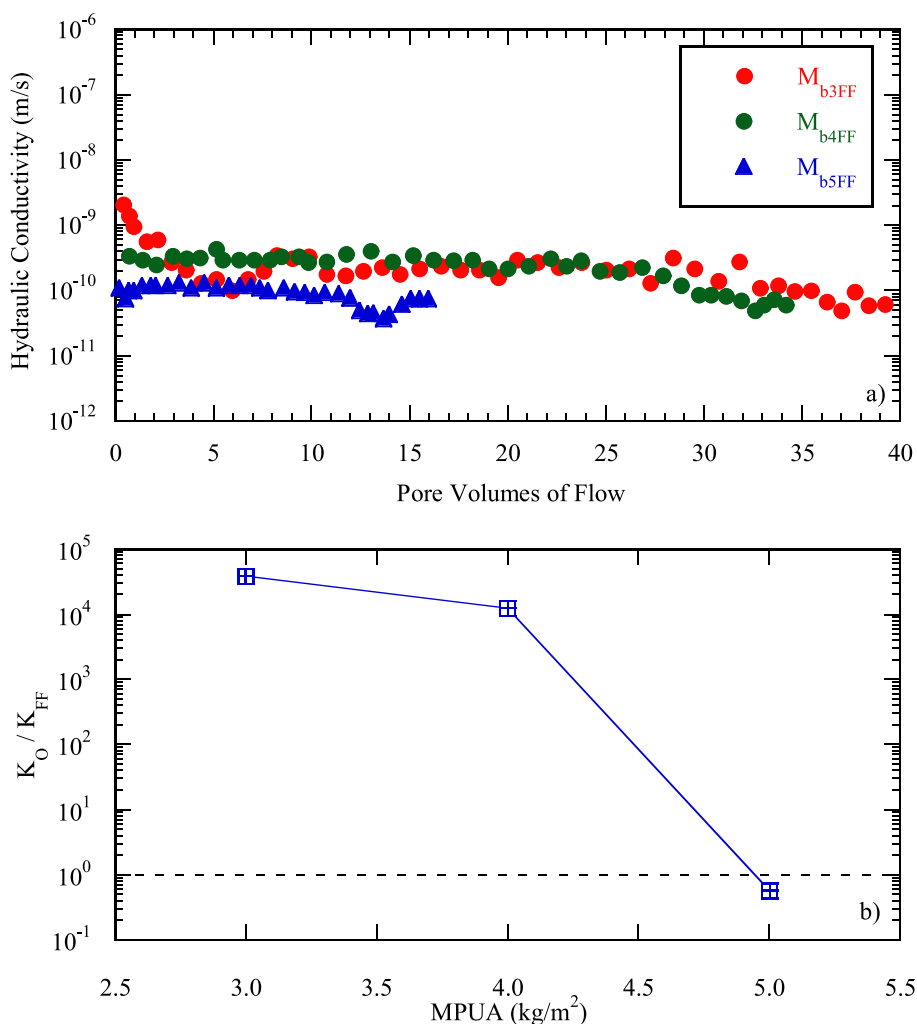 10^-6
10^-7
10^-8
10^-9
10^-10
10^-11
10^-12
Hydraulic Conductivity (m/s)
M_b3FF
M_b4FF
M_b5FF
a)
0 5 10 15 20 25 30 35 40
Pore Volumes of Flow
10^5
10^4
10^3
10^2
10^1
10^0
10^-1
K_O / K_FF
b)
2.5 3.0 3.5 4.0 4.5 5.0 5.5
MPUA (kg/m^2)